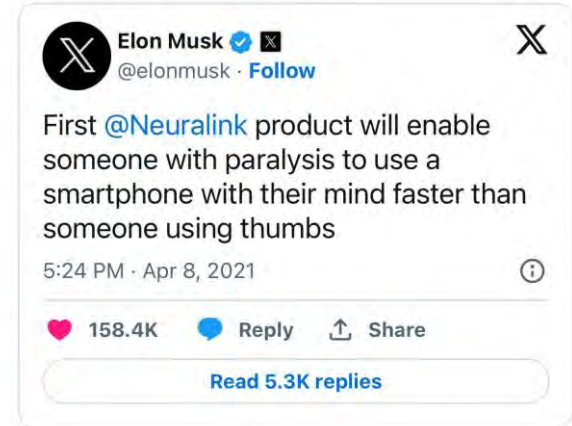 Elon Musk
@elonmusk · Follow
First @Neuralink product will enable
someone with paralysis to use a
smartphone with their mind faster than
someone using thumbs
5:24 PM · Apr 8, 2021
158.4K Reply Share
Read 5.3K replies